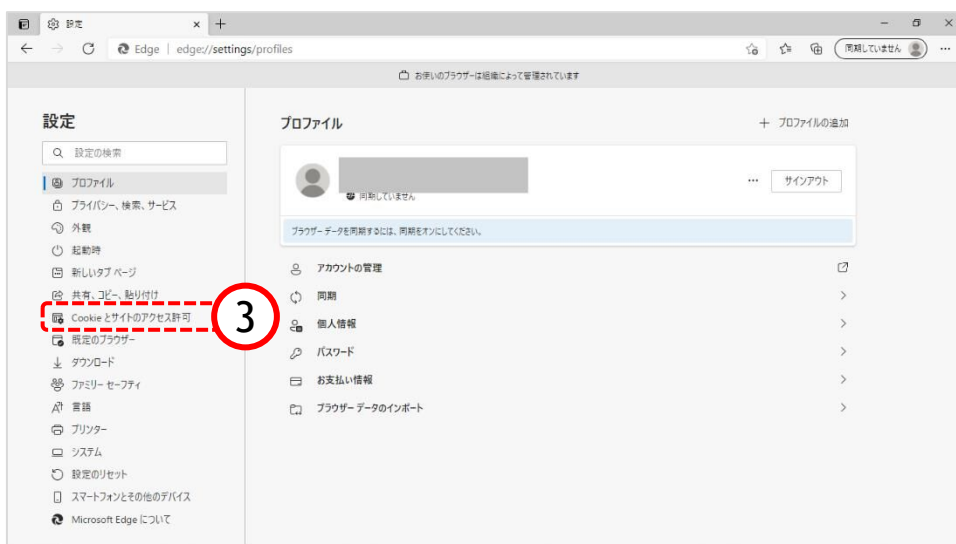 設定
Edge | edge://settings/profiles
同期していません
お使いのブラウザーは組織によって管理されています
設定
設定の検索
プロファイル
プライバシー、検索、サービス
外観
起動時
新しいタブ ページ
共有、コピー、貼り付け
Cookie とサイトのアクセス許可
3
既定のブラウザー
ダウンロード
ファミリー セーフティ
言語
プリンター
システム
設定のリセット
スマートフォンとその他のデバイス
Microsoft Edge について
プロファイル
プロファイルの追加
同期していません
サインアウト
ブラウザー データを同期するには、同期をオンにしてください。
アカウントの管理
同期
個人情報
パスワード
お支払い情報
ブラウザー データのインポート